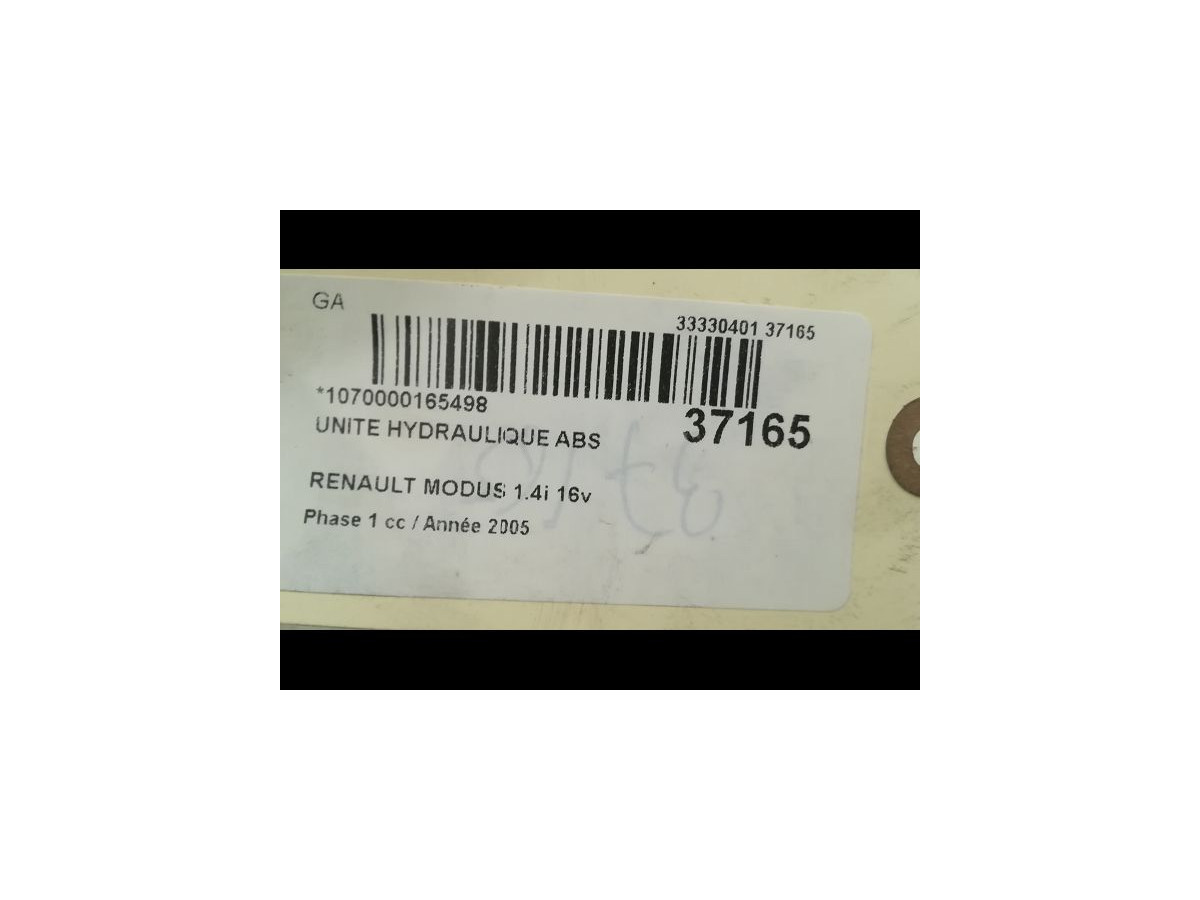 GA
33330401 37165
*1070000165498
37165
UNITE HYDRAULIQUE ABS
RENAULT MODUS 1.4i 16v
Phase 1 cc / Année 2005